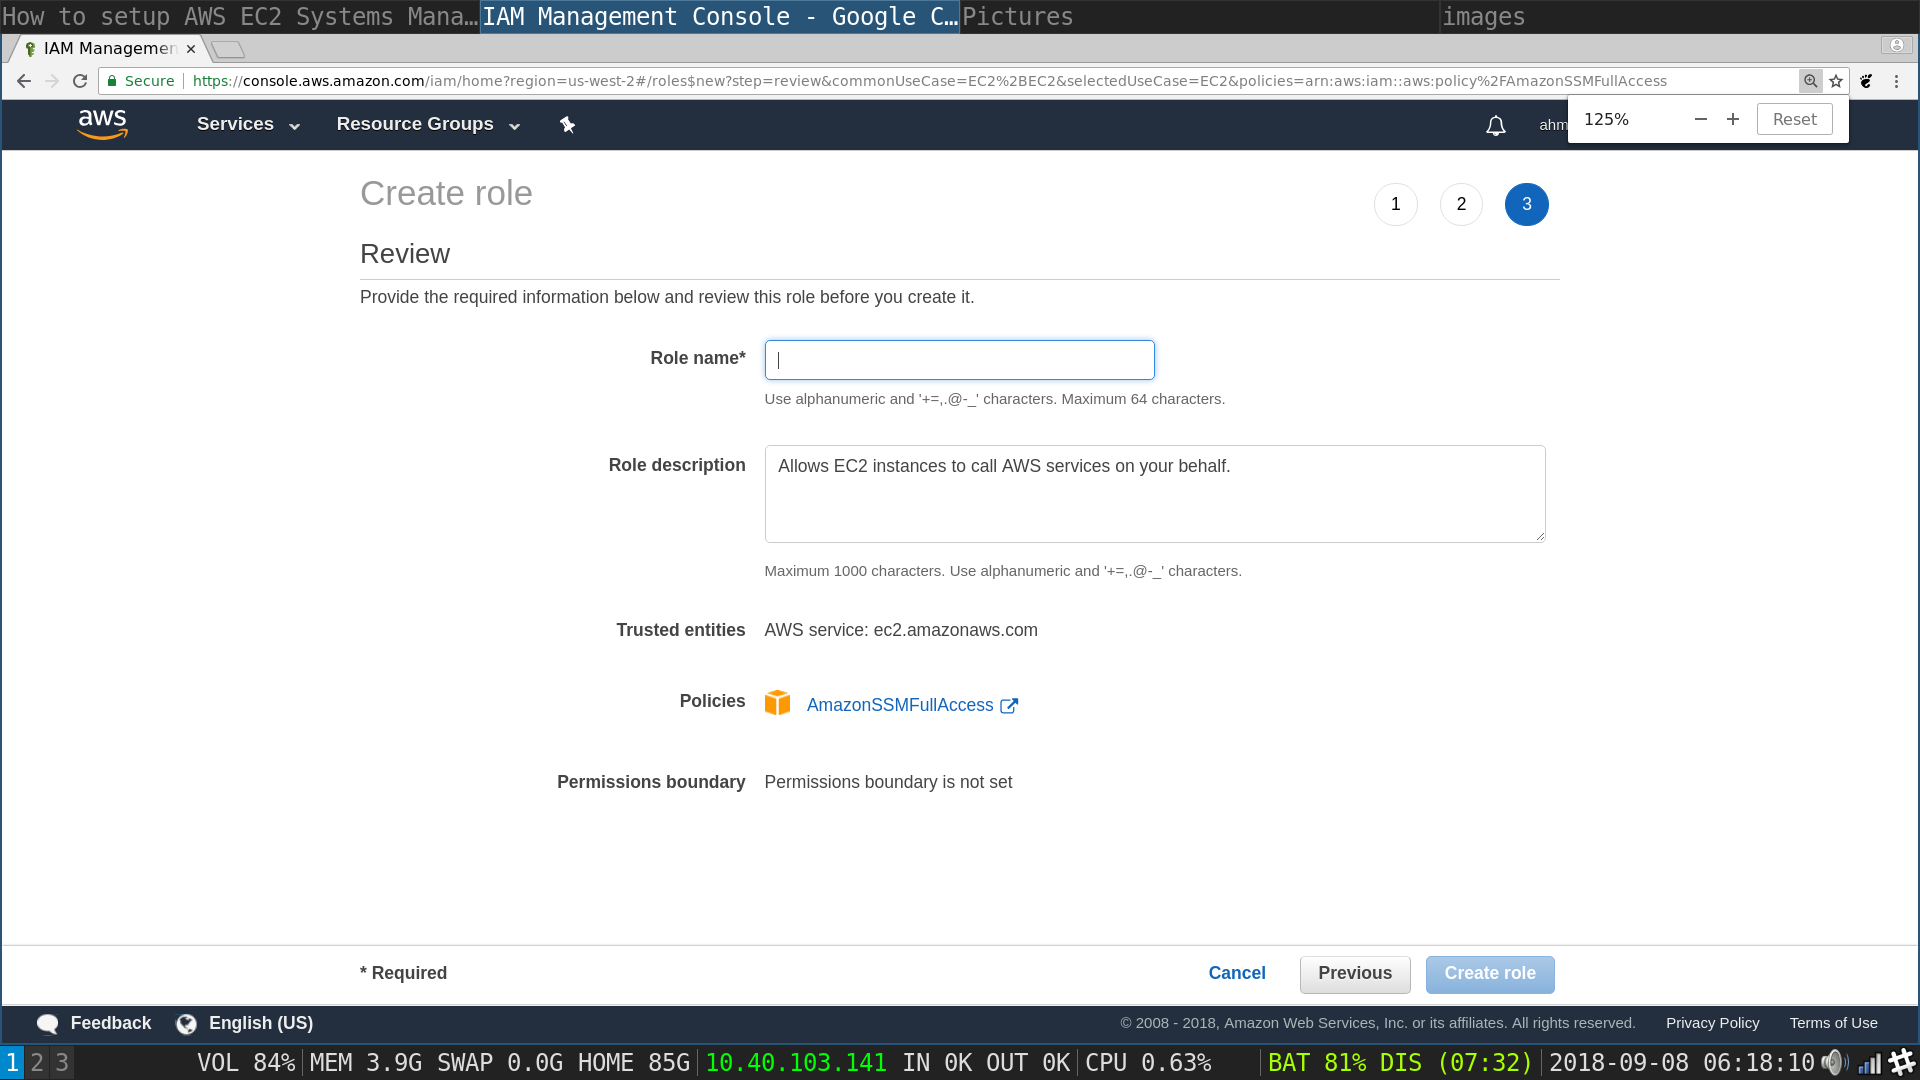 How to setup AWS EC2 Systems Mana… IAM Management Console - Google C… Pictures images
IAM Managemen
Secure https://console.aws.amazon.com/iam/home?region=us-west-2#/roles$new?step=review&commonUseCase=EC2%2BEC2&selectedUseCase=EC2&policies=arn:aws:iam::aws:policy%2FAmazonSSMFullAccess
aws Services Resource Groups ahm 125% Reset
Create role 1 2 3
Review
Provide the required information below and review this role before you create it.
Role name*
Use alphanumeric and '+=,.@-_' characters. Maximum 64 characters.
Role description Allows EC2 instances to call AWS services on your behalf.
Maximum 1000 characters. Use alphanumeric and '+=,.@-_' characters.
Trusted entities AWS service: ec2.amazonaws.com
Policies AmazonSSMFullAccess
Permissions boundary Permissions boundary is not set
* Required Cancel Previous Create role
Feedback English (US) © 2008 - 2018, Amazon Web Services, Inc. or its affiliates. All rights reserved. Privacy Policy Terms of Use
1 2 3 VOL 84% MEM 3.9G SWAP 0.0G HOME 85G 10.40.103.141 IN 0K OUT 0K CPU 0.63% BAT 81% DIS (07:32) 2018-09-08 06:18:10